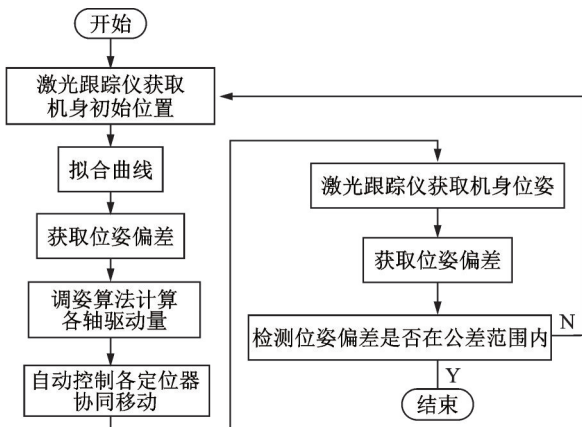 开始
激光跟踪仪获取
机身初始位置
拟合曲线
获取位姿偏差
调姿算法计算
各轴驱动量
自动控制各定位器
协同移动
激光跟踪仪获取机身位姿
获取位姿偏差
检测位姿偏差是否在公差范围内
N
Y
结束